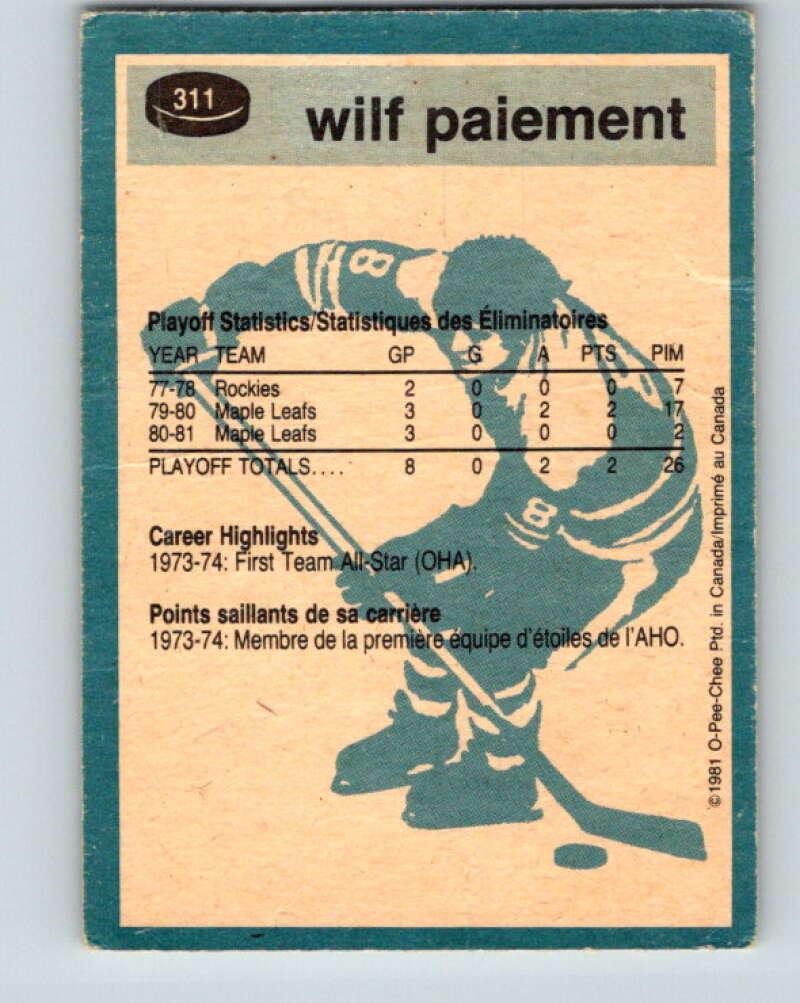 311
wilf paiement
8
Playoff Statistics/Statistiques des Éliminatoires
YEAR TEAM GP G A PTS PIM
77-78 Rockies 2 0 0 0 7
79-80 Maple Leafs 3 0 2 2 17
80-81 Maple Leafs 3 0 0 0 2
PLAYOFF TOTALS.... 8 0 2 2 26
8
Career Highlights
1973-74: First Team All-Star (OHA).
Points saillants de sa carrière
1973-74: Membre de la première équipe d'étoiles de l'AHO.
©1981 O-Pee-Chee Ptd. in Canada/Imprimé au Canada